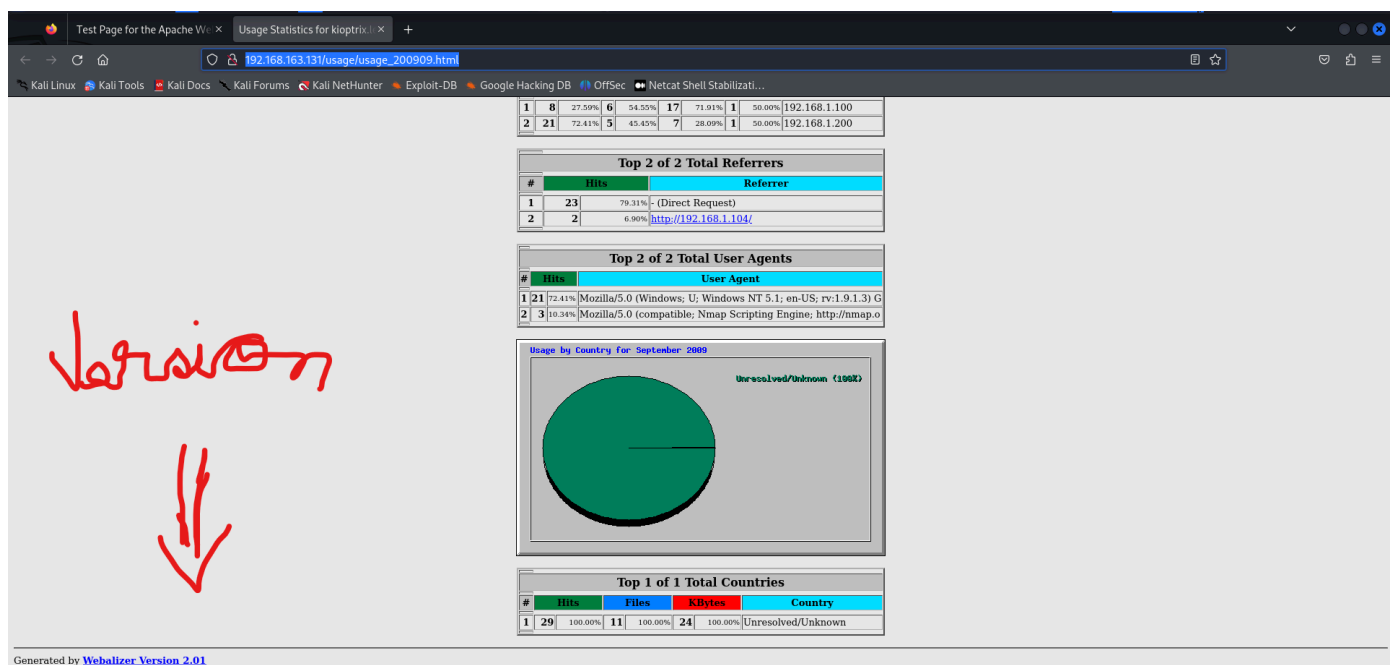 Test Page for the Apache We
Usage Statistics for kioptrix.l
192.168.163.131/usage/usage_200909.html
Kali Linux Kali Tools Kali Docs Kali Forums Kali NetHunter Exploit-DB Google Hacking DB OffSec Netcat Shell Stabilizati...
1 8 27.59% 6 54.55% 17 71.91% 1 50.00% 192.168.1.100
2 21 72.41% 5 45.45% 7 28.09% 1 50.00% 192.168.1.200
Top 2 of 2 Total Referrers
# Hits Referrer
1 23 79.31% - (Direct Request)
2 2 6.90% http://192.168.1.104/
Top 2 of 2 Total User Agents
# Hits User Agent
1 21 72.41% Mozilla/5.0 (Windows; U; Windows NT 5.1; en-US; rv:1.9.1.3) G
2 3 10.34% Mozilla/5.0 (compatible; Nmap Scripting Engine; http://nmap.o
Version
Usage by Country for September 2009
Unresolved/Unknown (100%)
Top 1 of 1 Total Countries
# Hits Files KBytes Country
1 29 100.00% 11 100.00% 24 100.00% Unresolved/Unknown
Generated by Webalizer Version 2.01